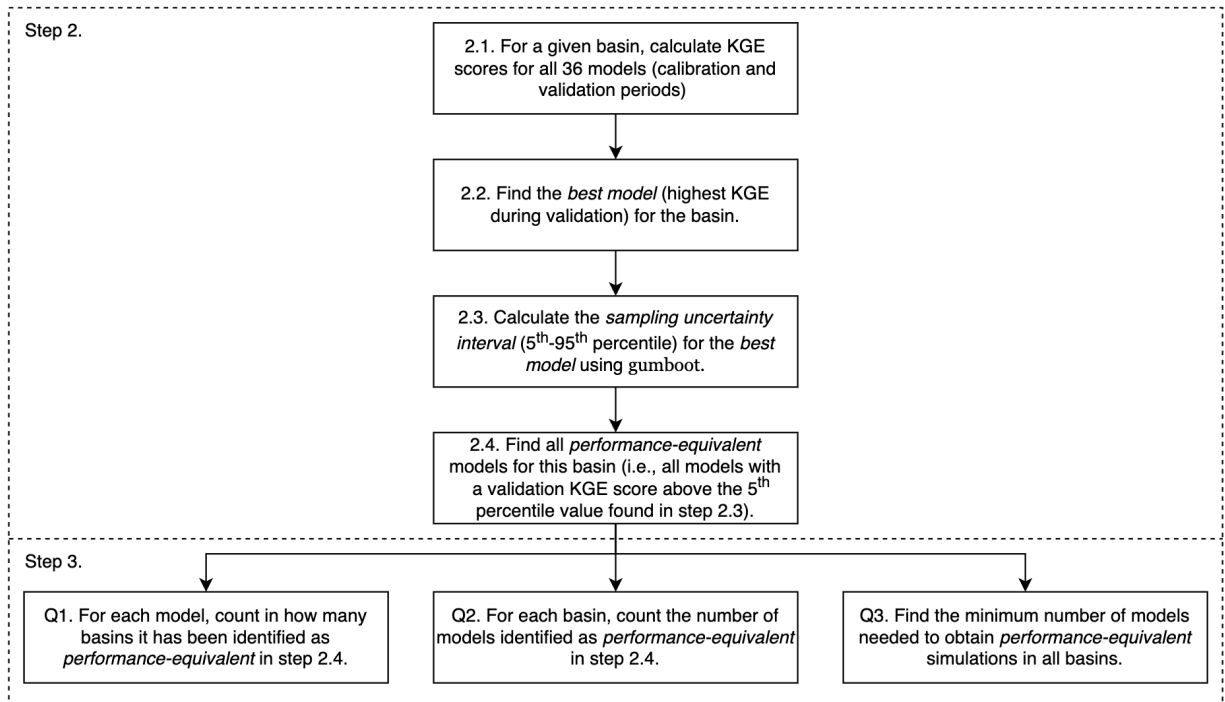 Step 2.
2.1. For a given basin, calculate KGE
scores for all 36 models (calibration and
validation periods)
2.2. Find the best model (highest KGE
during validation) for the basin.
2.3. Calculate the sampling uncertainty
interval (5th-95th percentile) for the best
model using gumboot.
2.4. Find all performance-equivalent
models for this basin (i.e., all models with
a validation KGE score above the 5th
percentile value found in step 2.3).
Step 3.
Q1. For each model, count in how many
basins it has been identified as
performance-equivalent in step 2.4.
Q2. For each basin, count the number of
models identified as performance-equivalent
in step 2.4.
Q3. Find the minimum number of models
needed to obtain performance-equivalent
simulations in all basins.